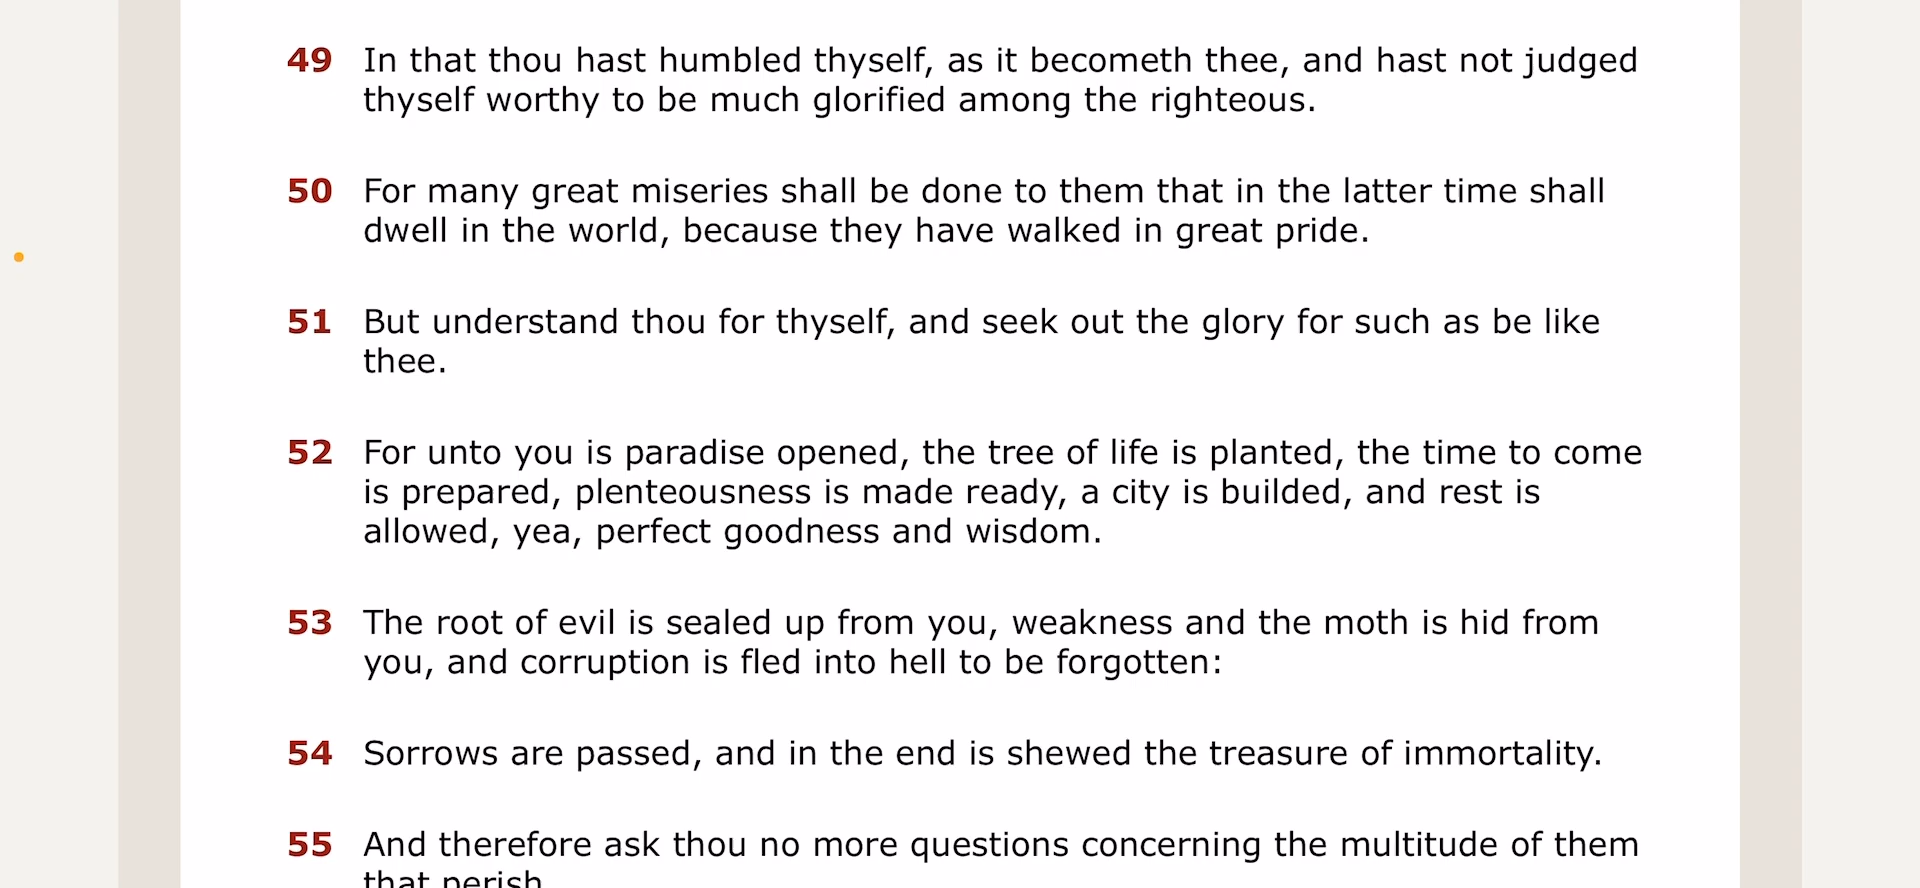 49 In that thou hast humbled thyself, as it becometh thee, and hast not judged
thyself worthy to be much glorified among the righteous.
50 For many great miseries shall be done to them that in the latter time shall
dwell in the world, because they have walked in great pride.
51 But understand thou for thyself, and seek out the glory for such as be like
thee.
52 For unto you is paradise opened, the tree of life is planted, the time to come
is prepared, plenteousness is made ready, a city is builded, and rest is
allowed, yea, perfect goodness and wisdom.
53 The root of evil is sealed up from you, weakness and the moth is hid from
you, and corruption is fled into hell to be forgotten:
54 Sorrows are passed, and in the end is shewed the treasure of immortality.
55 And therefore ask thou no more questions concerning the multitude of them
that perish